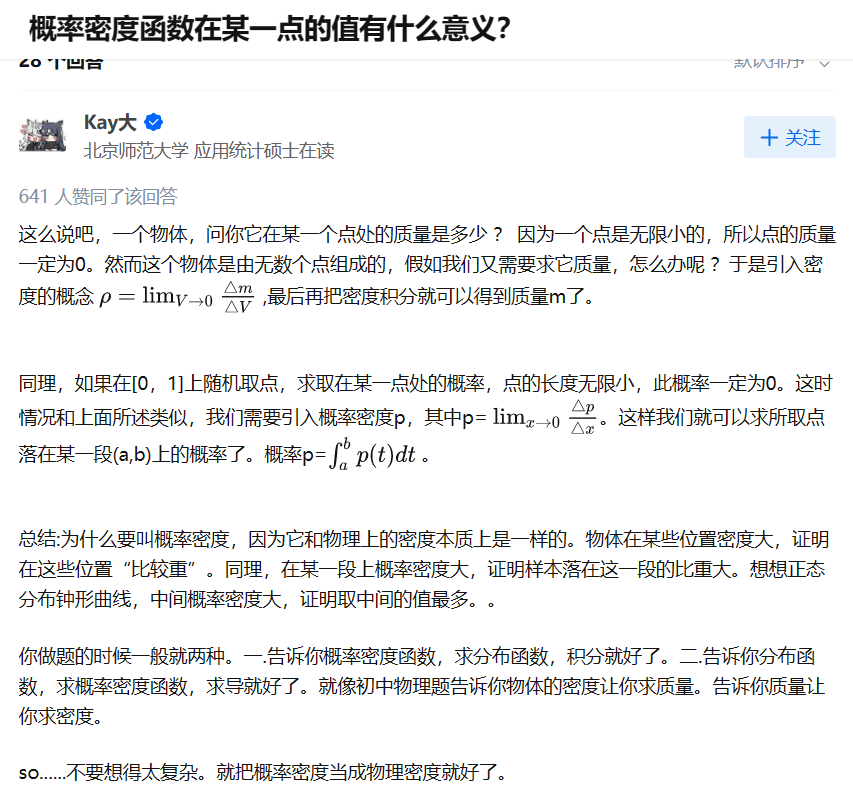 概率密度函数在某一点的值有什么意义？
28 个回答 默认排序
Kay大
北京师范大学 应用统计硕士在读
+ 关注
641 人赞同了该回答
这么说吧，一个物体，问你它在某一个点处的质量是多少？ 因为一个点是无限小的，所以点的质量
一定为0。然而这个物体是由无数个点组成的，假如我们又需要求它质量，怎么办呢？于是引入密
度的概念 ρ = lim_{V→0} △m/△V ,最后再把密度积分就可以得到质量m了。
同理，如果在[0，1]上随机取点，求取在某一点处的概率，点的长度无限小，此概率一定为0。这时
情况和上面所述类似，我们需要引入概率密度p，其中p= lim_{x→0} △p/△x 。这样我们就可以求所取点
落在某一段(a,b)上的概率了。概率p=∫_a^b p(t)dt 。
总结:为什么要叫概率密度，因为它和物理上的密度本质上是一样的。物体在某些位置密度大，证明
在这些位置“比较重”。同理，在某一段上概率密度大，证明样本落在这一段的比重大。想想正态
分布钟形曲线，中间概率密度大，证明取中间的值最多。。
你做题的时候一般就两种。一.告诉你概率密度函数，求分布函数，积分就好了。二.告诉你分布函
数，求概率密度函数，求导就好了。就像初中物理题告诉你物体的密度让你求质量。告诉你质量让
你求密度。
so......不要想得太复杂。就把概率密度当成物理密度就好了。